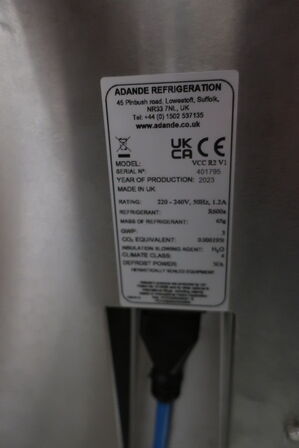 ADANDE REFRIGERATION
45 Pinbush road, Lowestoft, Suffolk,
NR33 7NL, UK
Tel: +44 (0) 1502 537135
www.adande.co.uk
UK CA CE
MODEL: VCC R2 V1
SERIAL Nº: 401795
YEAR OF PRODUCTION: 2023
MADE IN UK
RATING: 220 - 240V, 50Hz, 1.2A
REFRIGERANT: R600a
MASS OF REFRIGERANT:
GWP: 3
CO₂ EQUIVALENT:
INSULATION BLOWING AGENT: H₂O
CLIMATE CLASS: 4
DEFROST POWER: N/A
HERMETICALLY SEALED EQUIPMENT